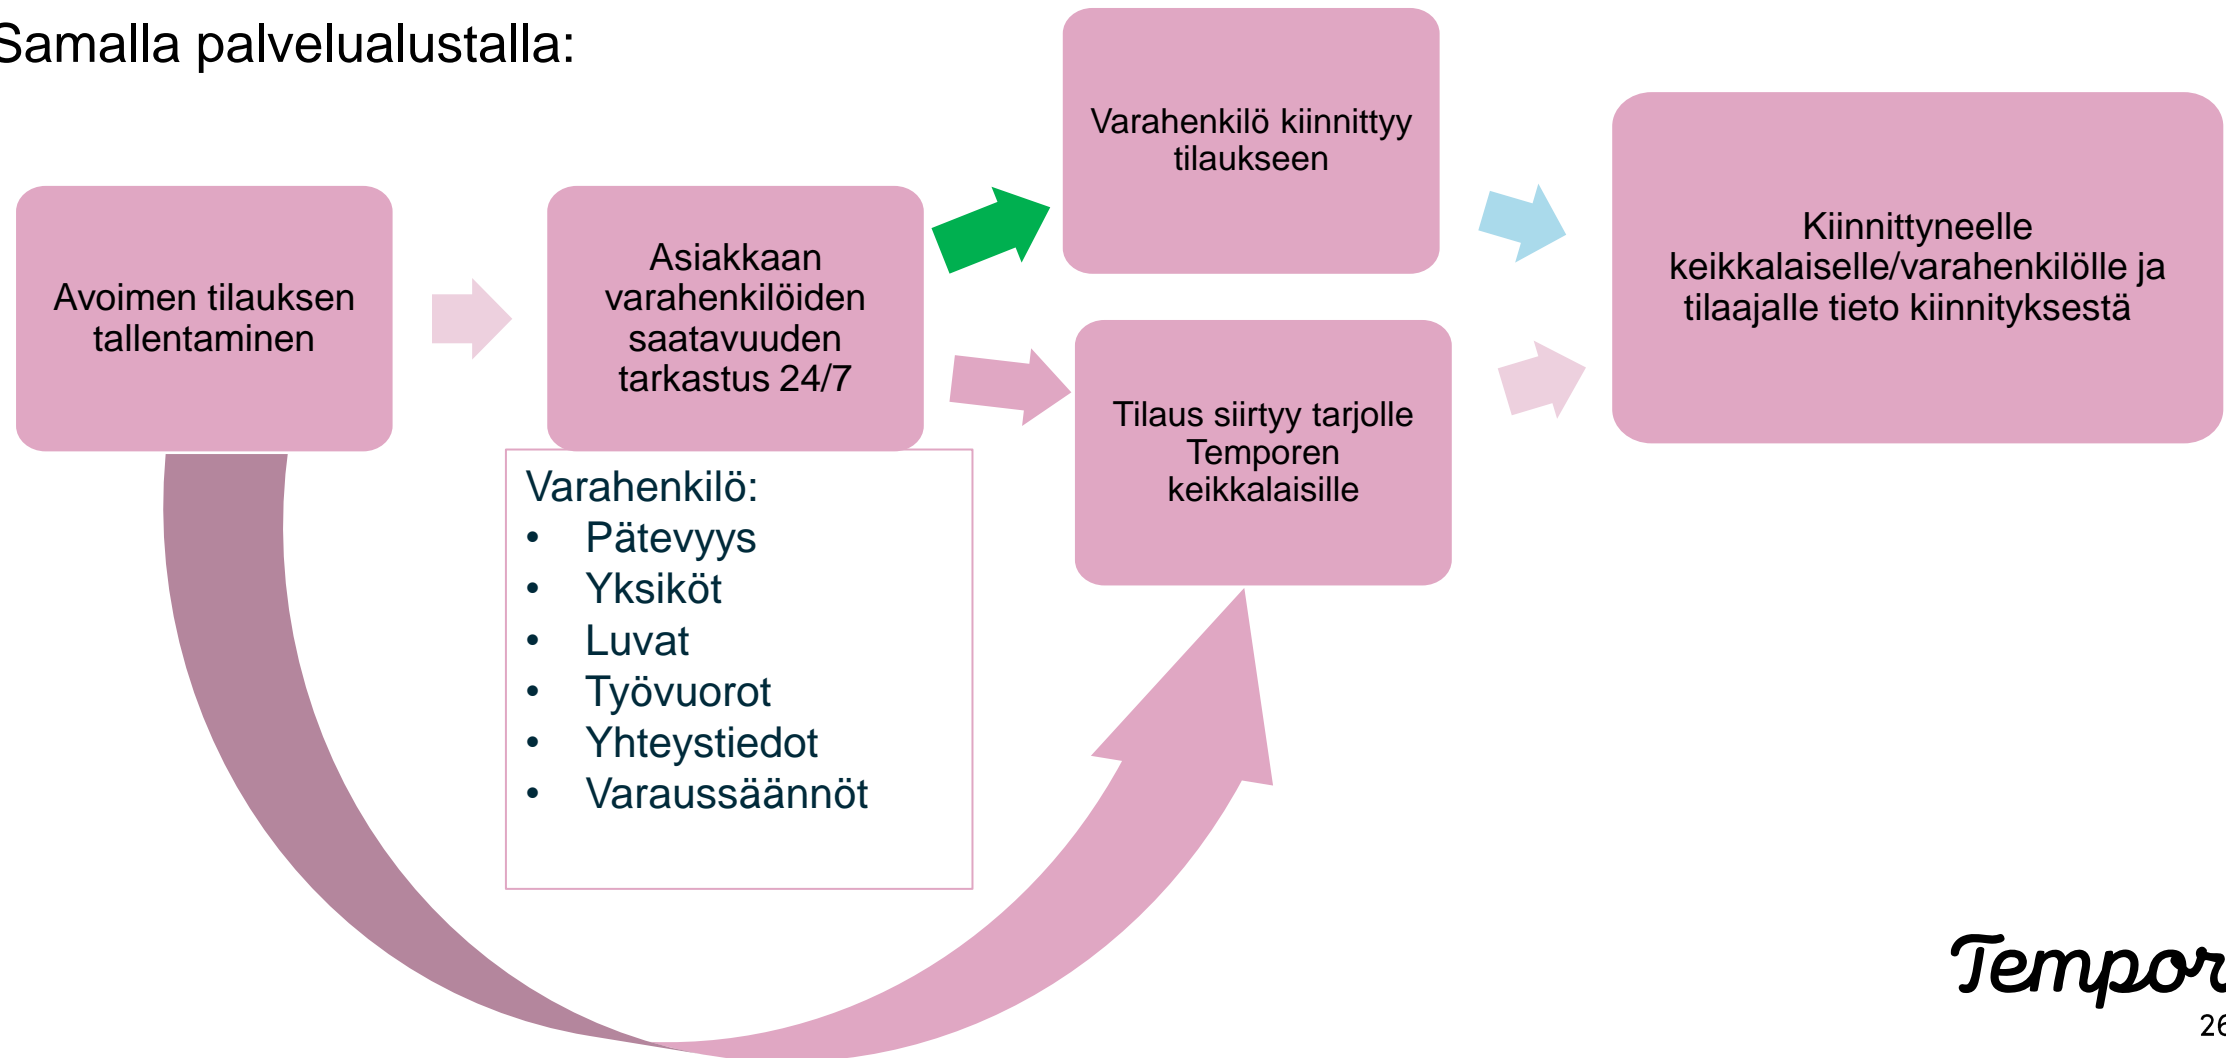 Samalla palvelualustalla:
Avoimen tilauksen
tallentaminen
Asiakkaan
varahenkilöiden
saatavuuden
tarkastus 24/7
Varahenkilö:
• Pätevyys
• Yksiköt
• Luvat
• Työvuorot
• Yhteystiedot
• Varaussäännöt
Varahenkilö kiinnittyy
tilaukseen
Tilaus siirtyy tarjolle
Temporen
keikkalaisille
Kiinnittyneelle
keikkalaiselle/varahenkilölle ja
tilaajalle tieto kiinnityksestä